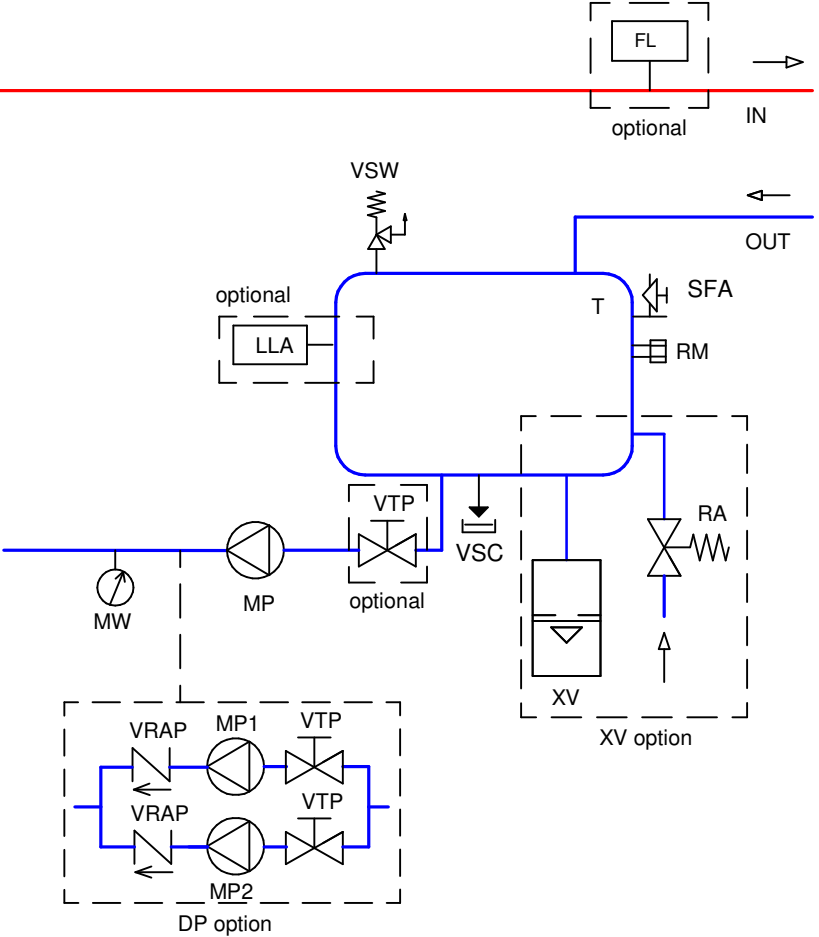 FL
IN
optional
VSW
OUT
optional
SFA
T
LLA
RM
VTP
RA
VSC
MP
optional
MW
XV
XV option
VRAP
MP1
VTP
VRAP
VTP
MP2
DP option